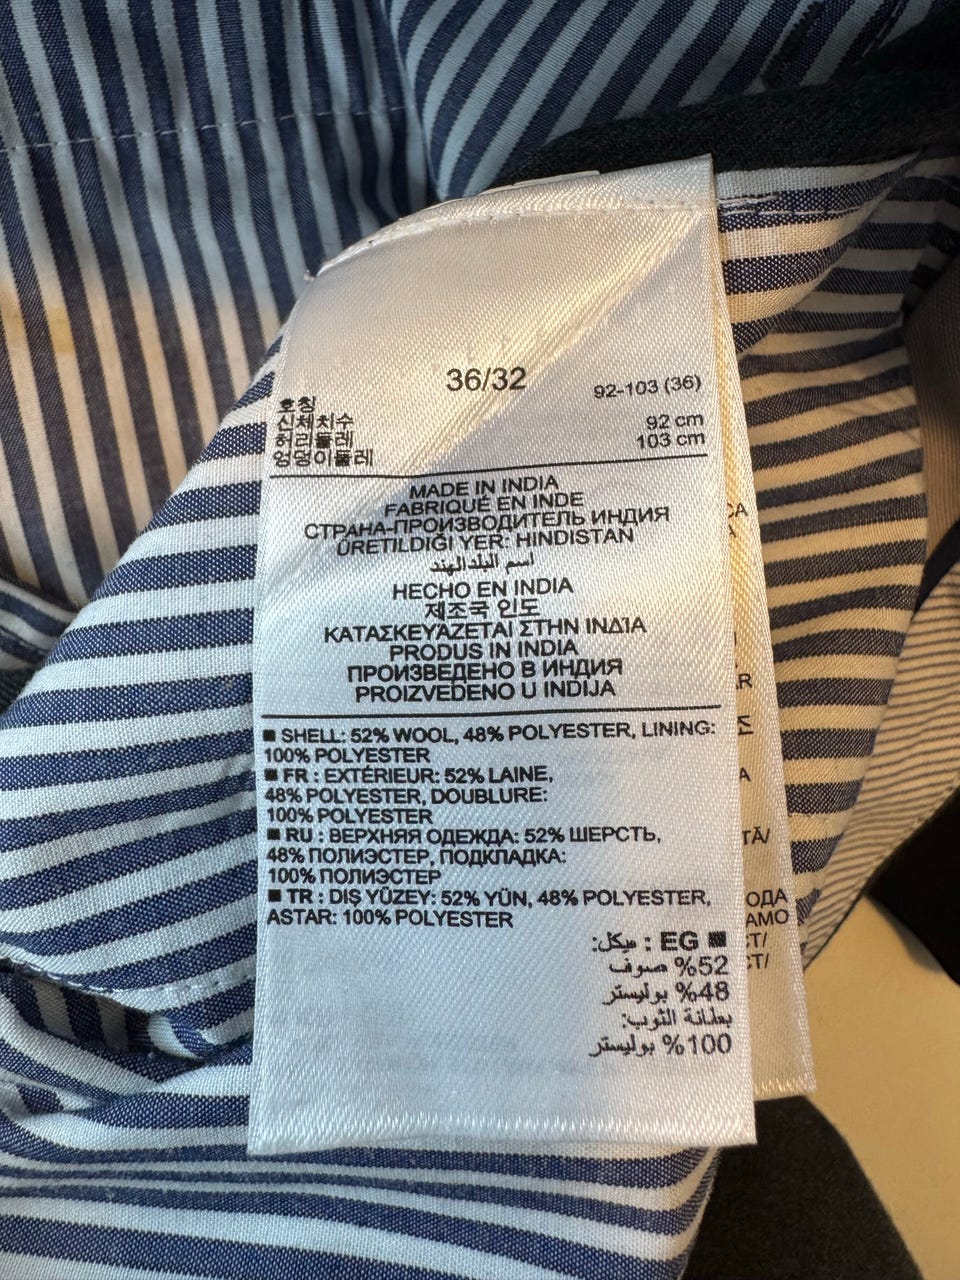 36/32
호칭 92-103 (36)
신체치수
허리둘레 92 cm
엉덩이둘레 103 cm
MADE IN INDIA
FABRIQUÉ EN INDE
СТРАНА-ПРОИЗВОДИТЕЛЬ ИНДИЯ
ÜRETILDIĞI YER: HINDISTAN
اسم البلدالهند
HECHO EN INDIA
제조국 인도
ΚΑΤΑΣΚΕΥΑΖΕΤΑΙ ΣΤΗΝ ΙΝΔΊΑ
PRODUS IN INDIA
ПРОИЗВЕДЕНО В ИНДИЯ
PROIZVEDENO U INDIJA
■ SHELL: 52% WOOL, 48% POLYESTER, LINING:
100% POLYESTER
■ FR : EXTÉRIEUR: 52% LAINE,
48% POLYESTER, DOUBLURE:
100% POLYESTER
■ RU : ВЕРХНЯЯ ОДЕЖДА: 52% ШЕРСТЬ,
48% ПОЛИЭСТЕР, ПОДКЛАДКА:
100% ПОЛИЭСТЕР
■ TR : DIŞ YÜZEY: 52% YÜN, 48% POLYESTER,
ASTAR: 100% POLYESTER
■ EG : هيكل:
52% صوف
48% بوليستر
بطانة الثوب:
100% بوليستر